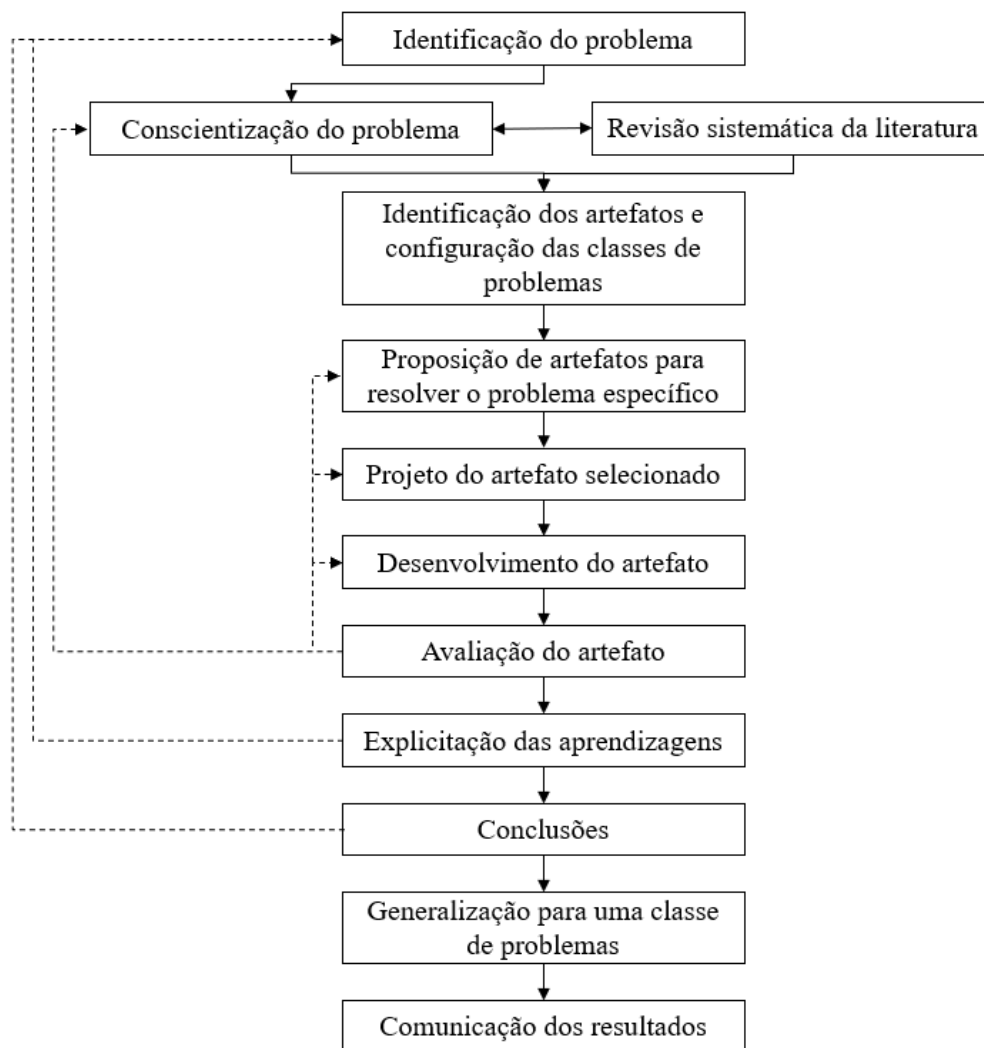 Identificação do problema
Conscientização do problema
Revisão sistemática da literatura
Identificação dos artefatos e
configuração das classes de
problemas
Proposição de artefatos para
resolver o problema específico
Projeto do artefato selecionado
Desenvolvimento do artefato
Avaliação do artefato
Explicitação das aprendizagens
Conclusões
Generalização para uma classe
de problemas
Comunicação dos resultados